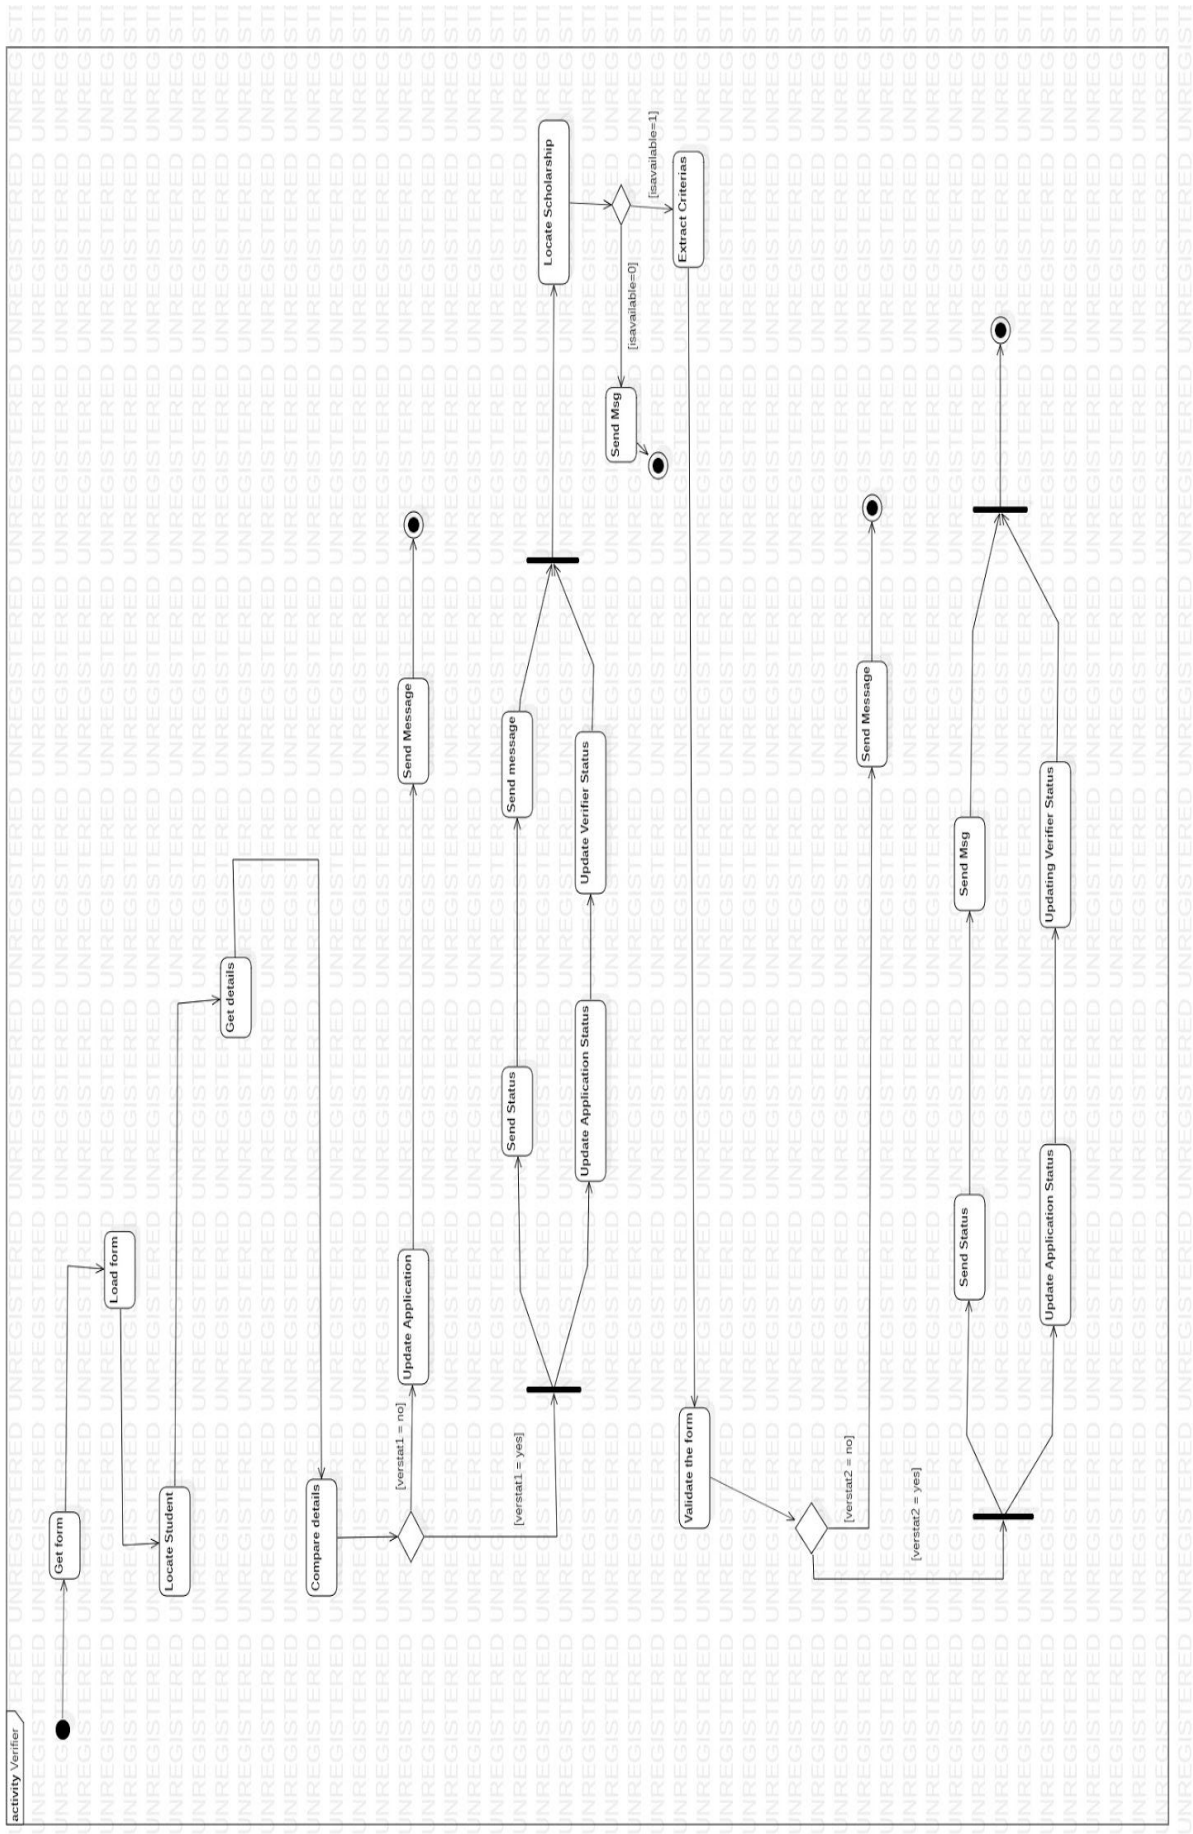 activity Verifier
Get form
Load form
Locate Student
Get details
Compare details
[verstat1 = no]
Update Application
Send Message
[verstat1 = yes]
Send Status
Send message
Update Application Status
Update Verifier Status
Locate Scholarship
[isavailable=0]
Send Msg
[isavailable=1]
Extract Criterias
Validate the form
[verstat2 = no]
Send Message
[verstat2 = yes]
Send Status
Send Msg
Update Application Status
Updating Verifier Status
UNREGISTERED